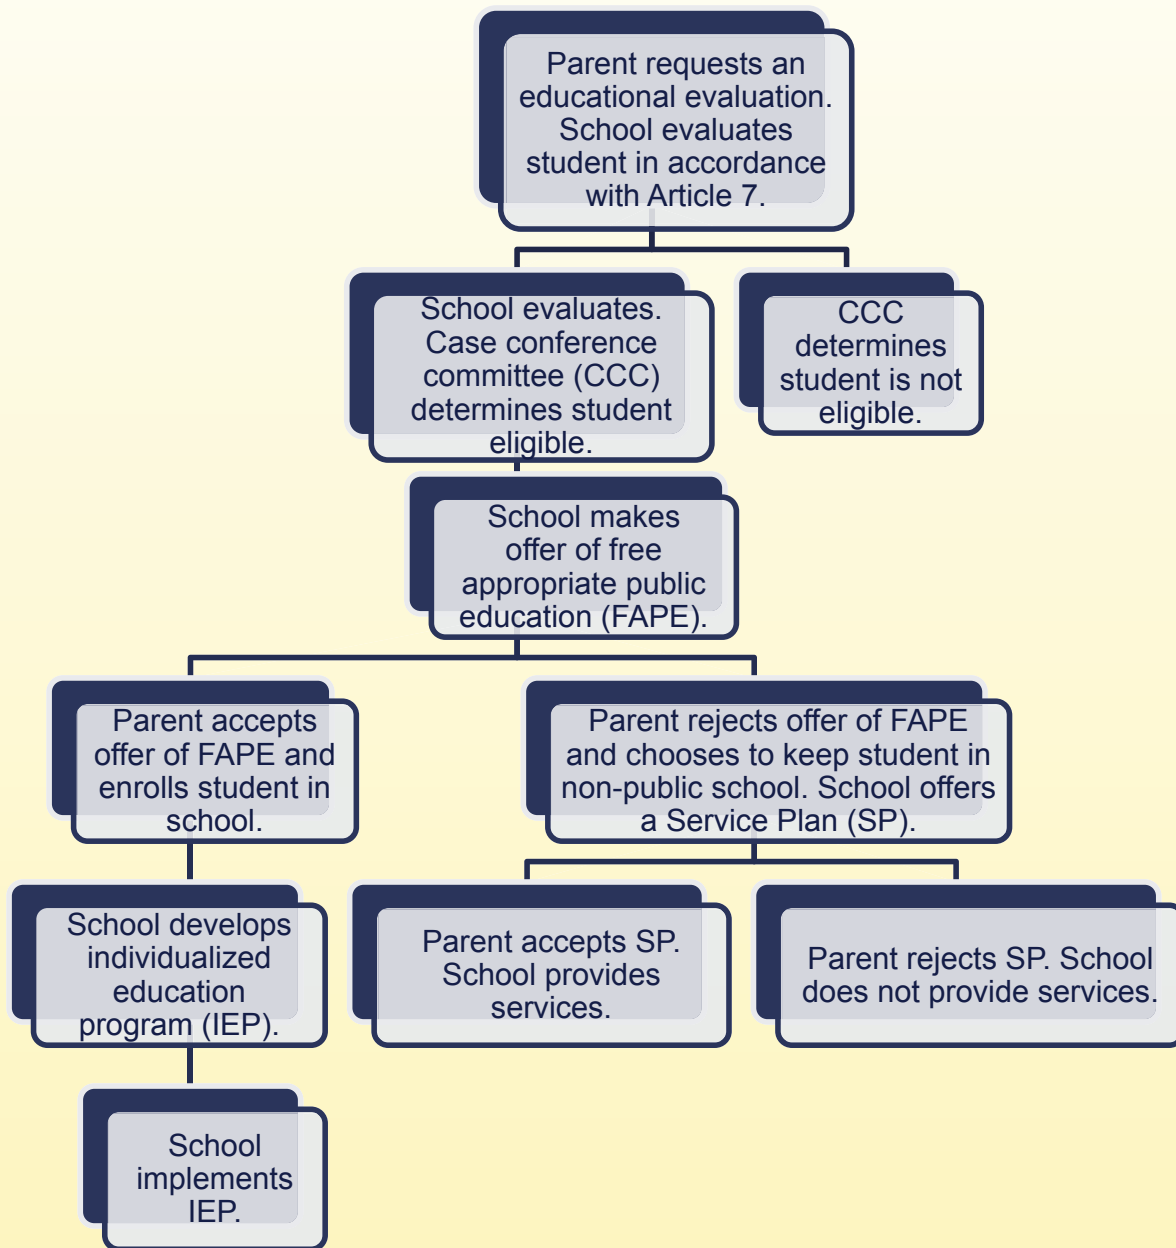 Parent requests an
educational evaluation.
School evaluates
student in accordance
with Article 7.
School evaluates.
Case conference
committee (CCC)
determines student
eligible.
CCC
determines
student is not
eligible.
School makes
offer of free
appropriate public
education (FAPE).
Parent accepts
offer of FAPE and
enrolls student in
school.
Parent rejects offer of FAPE
and chooses to keep student in
non-public school. School offers
a Service Plan (SP).
School develops
individualized
education
program (IEP).
Parent accepts SP.
School provides
services.
Parent rejects SP. School
does not provide services.
School
implements
IEP.